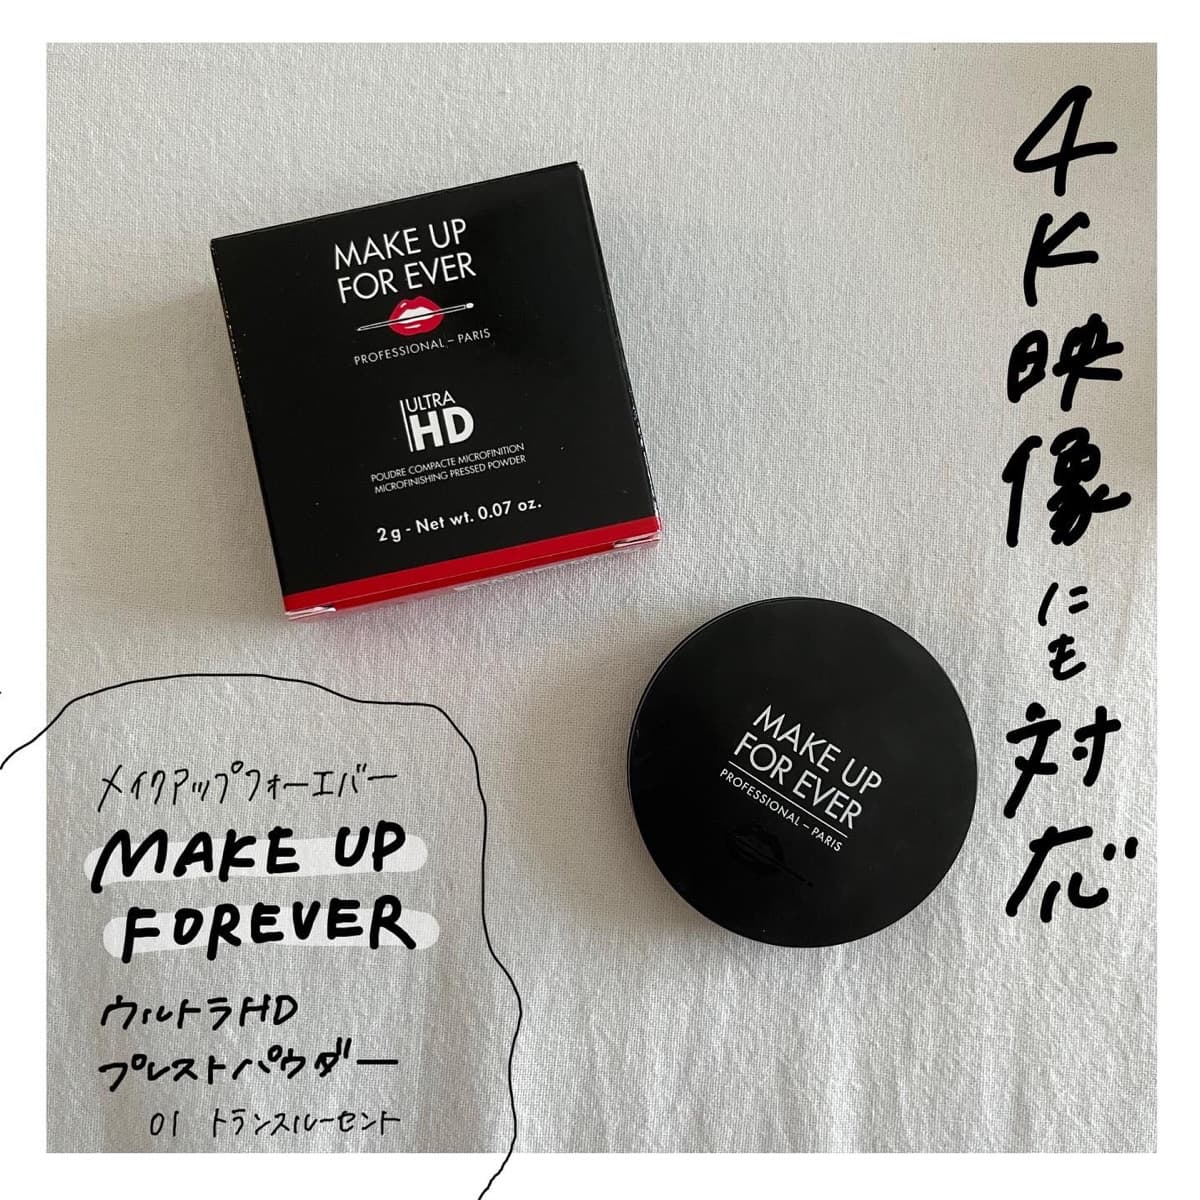 MAKE UP
FOR EVER
PROFESSIONAL – PARIS
ULTRA
HD
POUDRE COMPACTE MICROFINITION
MICROFINISHING PRESSED POWDER
2g - Net wt. 0.07 oz.
4K映像にも対応
MAKE UP
FOR EVER
PROFESSIONAL – PARIS
メイクアップフォーエバー
MAKE UP
FOREVER
ウルトラHD
プレストパウダー
01 トランスルーセント